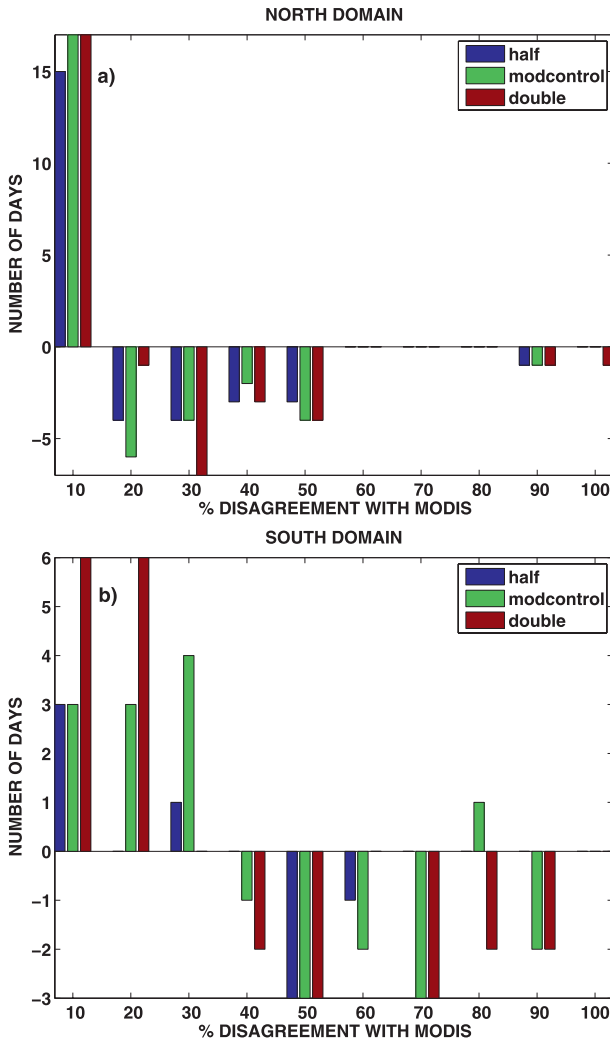 NORTH DOMAIN
a)
half
modcontrol
double
15
10
5
0
−5
NUMBER OF DAYS
10 20 30 40 50 60 70 80 90 100
% DISAGREEMENT WITH MODIS
SOUTH DOMAIN
b)
half
modcontrol
double
6
5
4
3
2
1
0
−1
−2
−3
NUMBER OF DAYS
10 20 30 40 50 60 70 80 90 100
% DISAGREEMENT WITH MODIS